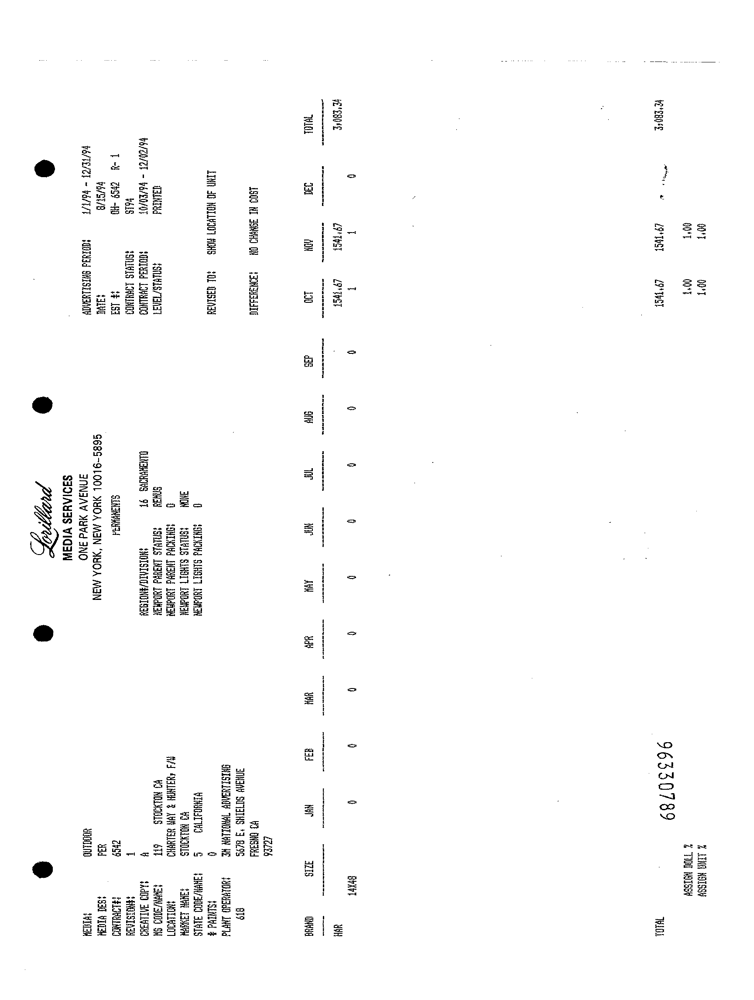 Lorillard
MEDIA SERVICES
ONE PARK AVENUE
NEW YORK, NEW YORK 10016-5895
PERMANENTS
MEDIA: OUTDOOR
MEDIA DES: PER
CONTRACT#: 6542
REVISION#: 1
CREATIVE COPY: A
MS CODE/NAME: 119 STOCKTON CA
LOCATION: CHARTER WAY & HUNTER, F/W
MARKET NAME: STOCKTON CA
STATE CODE/NAME: 5 CALIFORNIA
# PAINTS: 0
PLANT OPERATOR: 3M NATIONAL ADVERTISING
618 5678 E. SHIELDS AVENUE
FRESNO CA
93727
REGION#/DIVISION: 16 SACRAMENTO
NEWPORT PARENT STATUS: REMUS
NEWPORT PARENT PACKING: 0
NEWPORT LIGHTS STATUS: NONE
NEWPORT LIGHTS PACKING: 0
ADVERTISING PERIOD: 1/1/94 - 12/31/94
DATE: 8/15/94
EST #: OH- 6542 R- 1
CONTRACT STATUS: ST94
CONTRACT PERIOD: 10/03/94 - 12/02/94
LEVEL/STATUS: PRINTED
REVISED TO: SHOW LOCATION OF UNIT
DIFFERENCE: NO CHANGE IN COST
BRAND SIZE JAN FEB MAR APR MAY JUN JUL AUG SEP OCT NOV DEC TOTAL
HAR 0 0 0 0 0 0 0 0 0 1541.67 1541.67 0 3,083.34
14X48 1 1
TOTAL 1541.67 1541.67 3,083.34
96330789
ASSIGN DOLL % 1.00 1.00
ASSIGN UNIT % 1.00 1.00